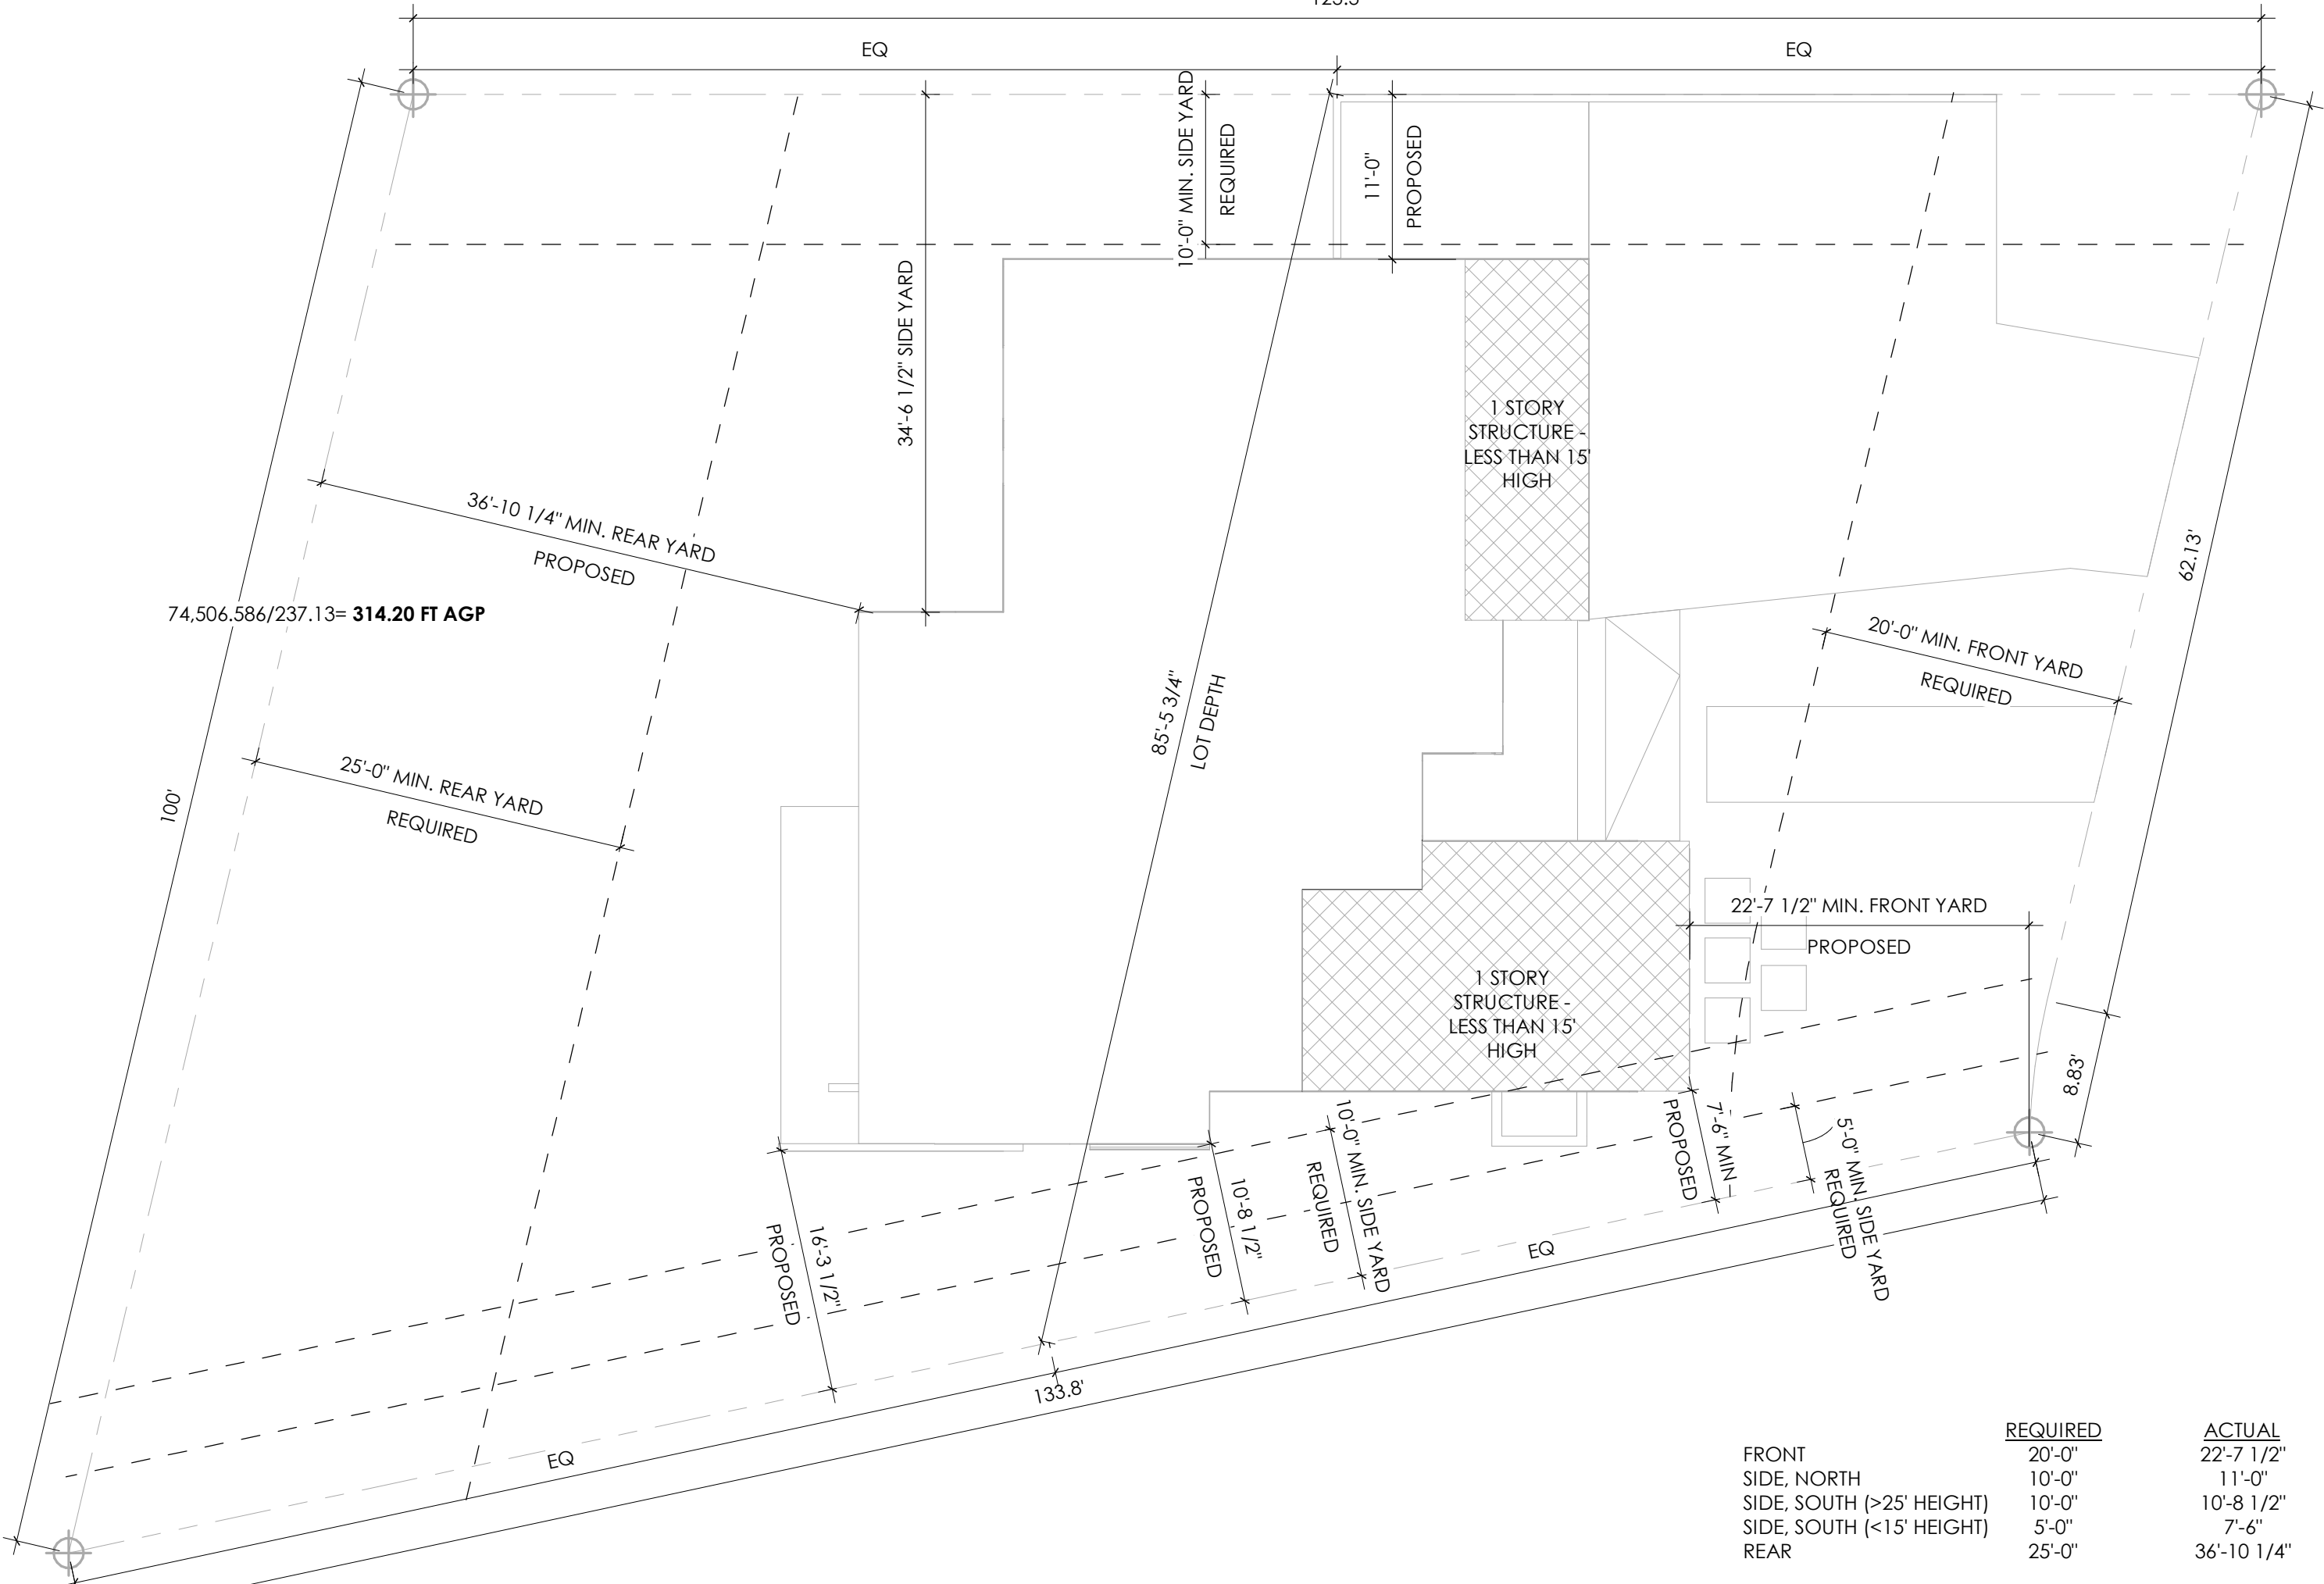 EQ
EQ
10'-0" MIN. SIDE YARD
REQUIRED
11'-0"
PROPOSED
34'-6 1/2" SIDE YARD
1 STORY
STRUCTURE -
LESS THAN 15'
HIGH
36'-10 1/4" MIN. REAR YARD
PROPOSED
62.13'
74,506.586/237.13= 314.20 FT AGP
20'-0" MIN. FRONT YARD
REQUIRED
85'-5 3/4"
LOT DEPTH
100'
25'-0" MIN. REAR YARD
REQUIRED
22'-7 1/2" MIN. FRONT YARD
PROPOSED
1 STORY
STRUCTURE -
LESS THAN 15'
HIGH
8.83'
7'-6" MIN
PROPOSED
5'-0" MIN. SIDE YARD
REQUIRED
10'-0" MIN. SIDE YARD
REQUIRED
10'-8 1/2"
PROPOSED
16'-3 1/2"
PROPOSED
EQ
133.8'
EQ
REQUIRED ACTUAL
FRONT 20'-0" 22'-7 1/2"
SIDE, NORTH 10'-0" 11'-0"
SIDE, SOUTH (>25' HEIGHT) 10'-0" 10'-8 1/2"
SIDE, SOUTH (<15' HEIGHT) 5'-0" 7'-6"
REAR 25'-0" 36'-10 1/4"